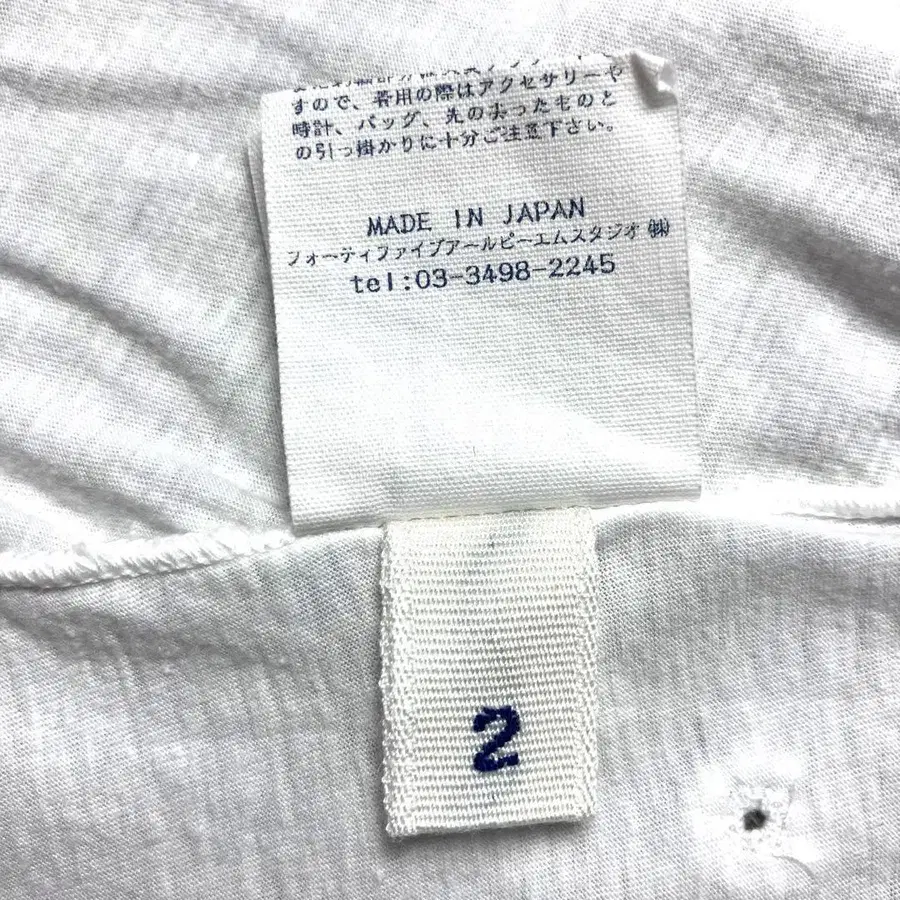 すので、着用の際はアクセサリーや
時計、バッグ、先の尖ったものと
の引っ掛かりに十分ご注意下さい。
MADE IN JAPAN
フォーティファイブアールピーエムスタジオ㈱
tel:03-3498-2245
2